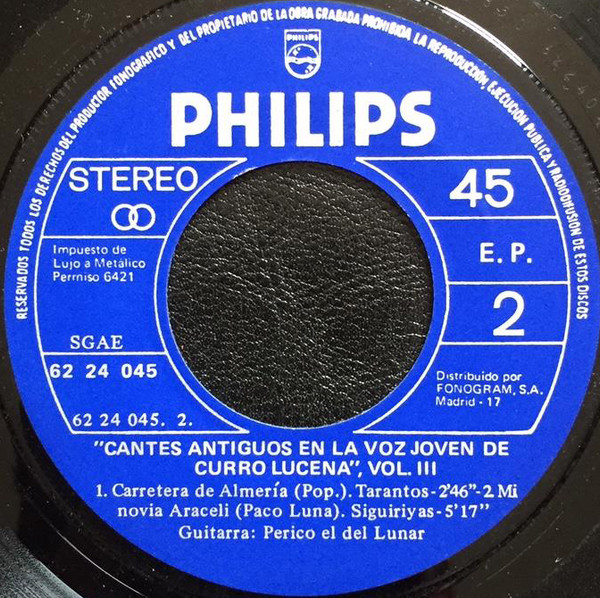 RESERVADOS TODOS LOS DERECHOS DEL PRODUCTOR FONOGRAFICO Y DEL PROPIETARIO DE LA OBRA GRABADA PROHIBIDA LA REPRODUCCIÓN, EJECUCION PUBLICA Y RADIODIFUSION DE ESTOS DISCOS
PHILIPS
PHILIPS
STEREO
45
Impuesto de
Lujo a Metálico
Permiso 6421
E. P.
SGAE
2
62 24 045
62 24 045. 2.
Distribuido por
FONOGRAM, S.A.
Madrid - 17
"CANTES ANTIGUOS EN LA VOZ JOVEN DE
CURRO LUCENA", VOL. III
1. Carretera de Almería (Pop.). Tarantos-2'46"-2. Mi
novia Araceli (Paco Luna). Siguiriyas-5'17"
Guitarra: Perico el del Lunar